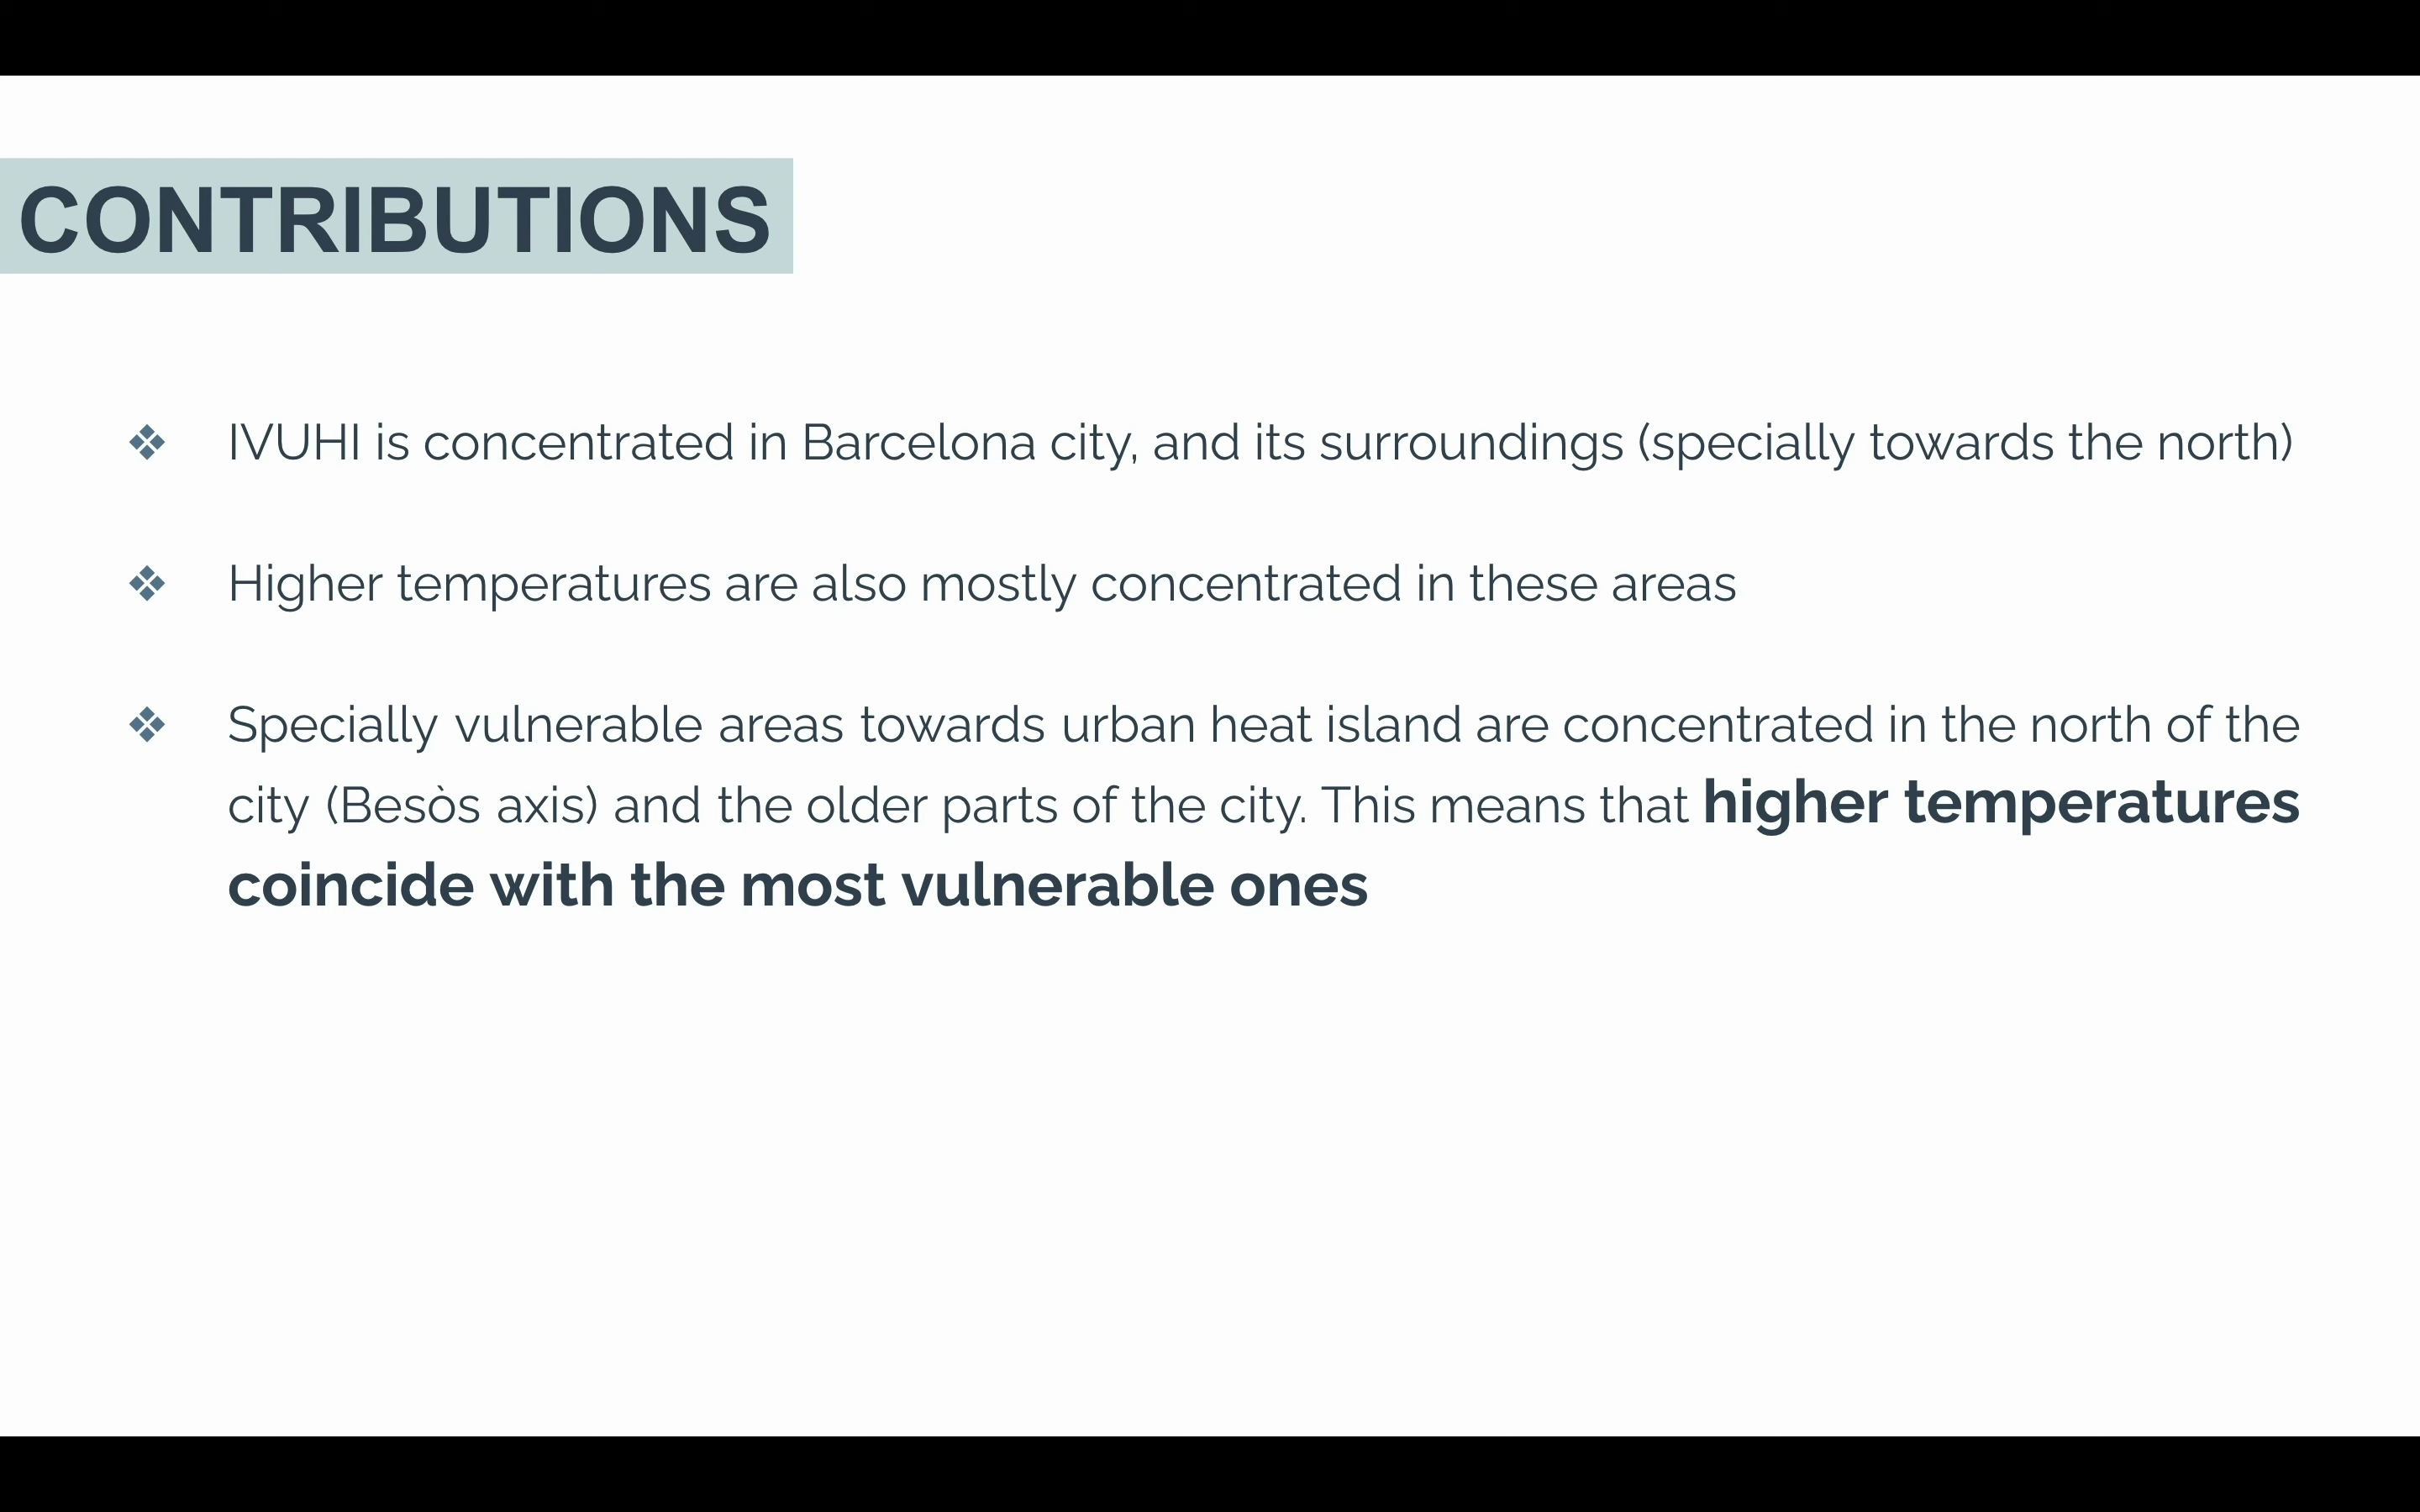 CONTRIBUTIONS
❖ IVUHI is concentrated in Barcelona city, and its surroundings (specially towards the north)
❖ Higher temperatures are also mostly concentrated in these areas
❖ Specially vulnerable areas towards urban heat island are concentrated in the north of the
city (Besòs axis) and the older parts of the city. This means that higher temperatures
coincide with the most vulnerable ones